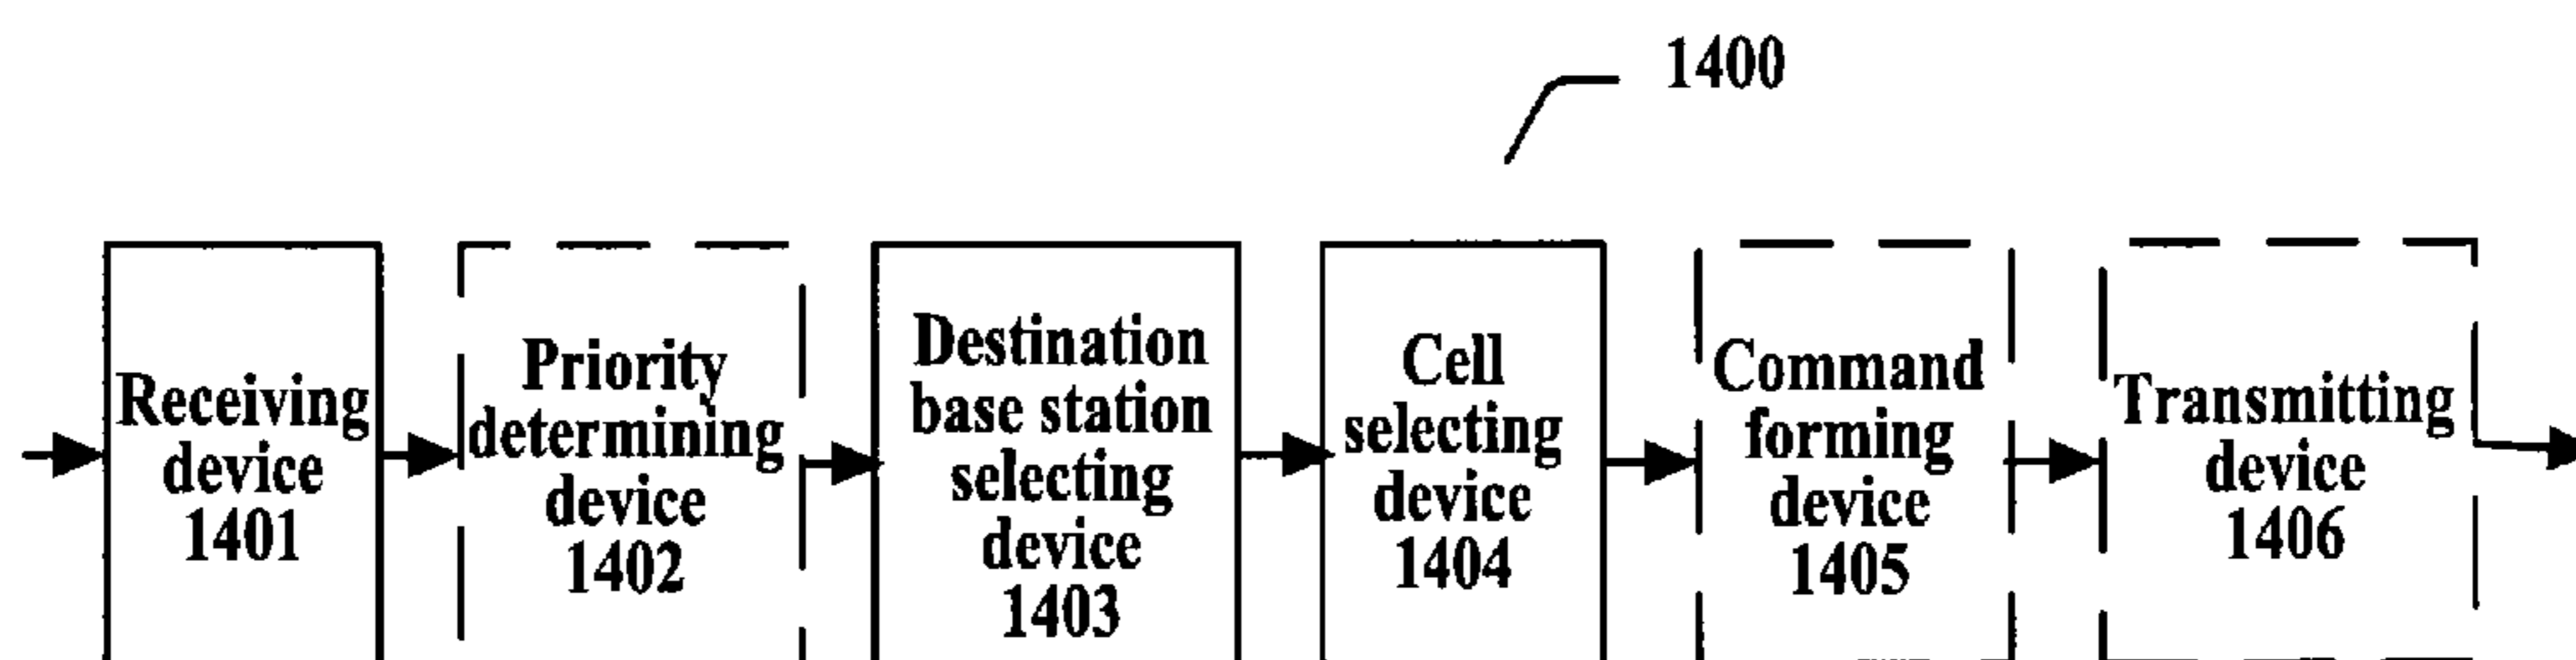 1400
Receiving
device
1401
Priority
determining
device
1402
Destination
base station
selecting
device
1403
Cell
selecting
device
1404
Command
forming
device
1405
Transmitting
device
1406